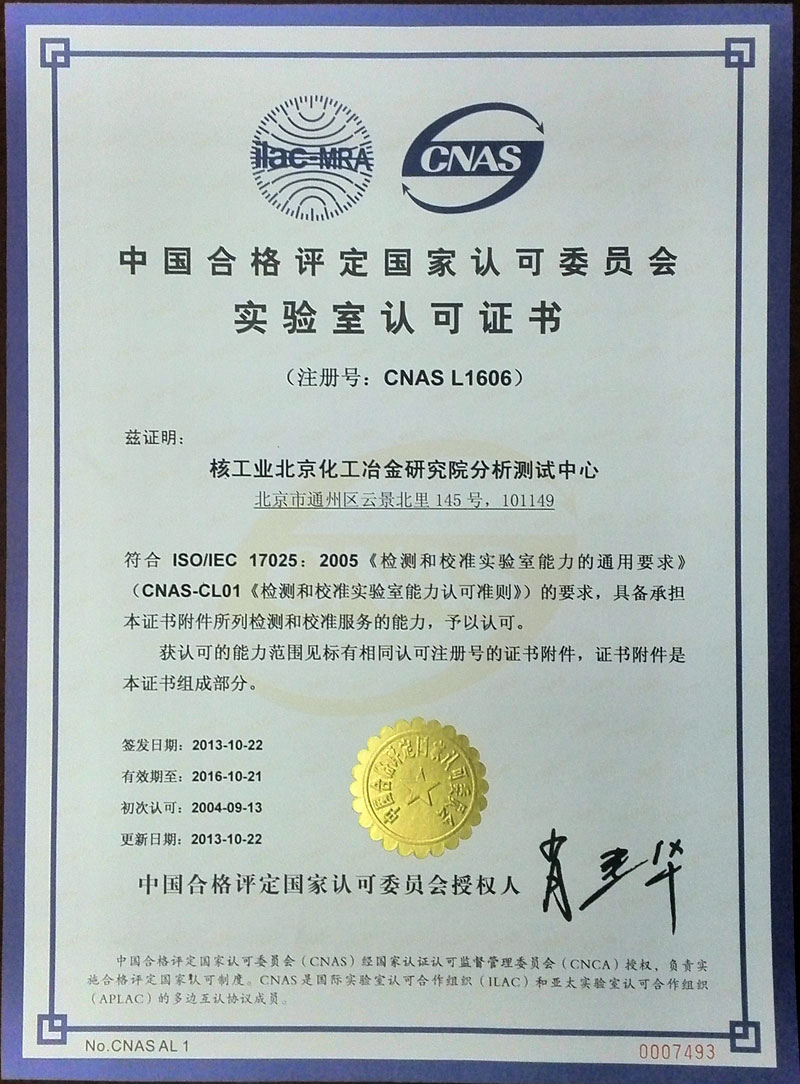 ilac-MRA
CNAS
中国合格评定国家认可委员会
实验室认可证书
（注册号：CNAS L1606）
兹证明：
核工业北京化工冶金研究院分析测试中心
北京市通州区云景北里 145 号，101149
符合 ISO/IEC 17025：2005《检测和校准实验室能力的通用要求》
（CNAS-CL01《检测和校准实验室能力认可准则》）的要求，具备承担
本证书附件所列检测和校准服务的能力，予以认可。
获认可的能力范围见标有相同认可注册号的证书附件，证书附件是
本证书组成部分。
签发日期：2013-10-22
有效期至：2016-10-21
初次认可：2004-09-13
更新日期：2013-10-22
中国合格评定国家认可委员会
中国合格评定国家认可委员会授权人
中国合格评定国家认可委员会（CNAS）经国家认证认可监督管理委员会（CNCA）授权，负责实
施合格评定国家认可制度。CNAS是国际实验室认可合作组织（ILAC）和亚太实验室认可合作组织
（APLAC）的多边互认协议成员。
No.CNAS AL 1
0007493